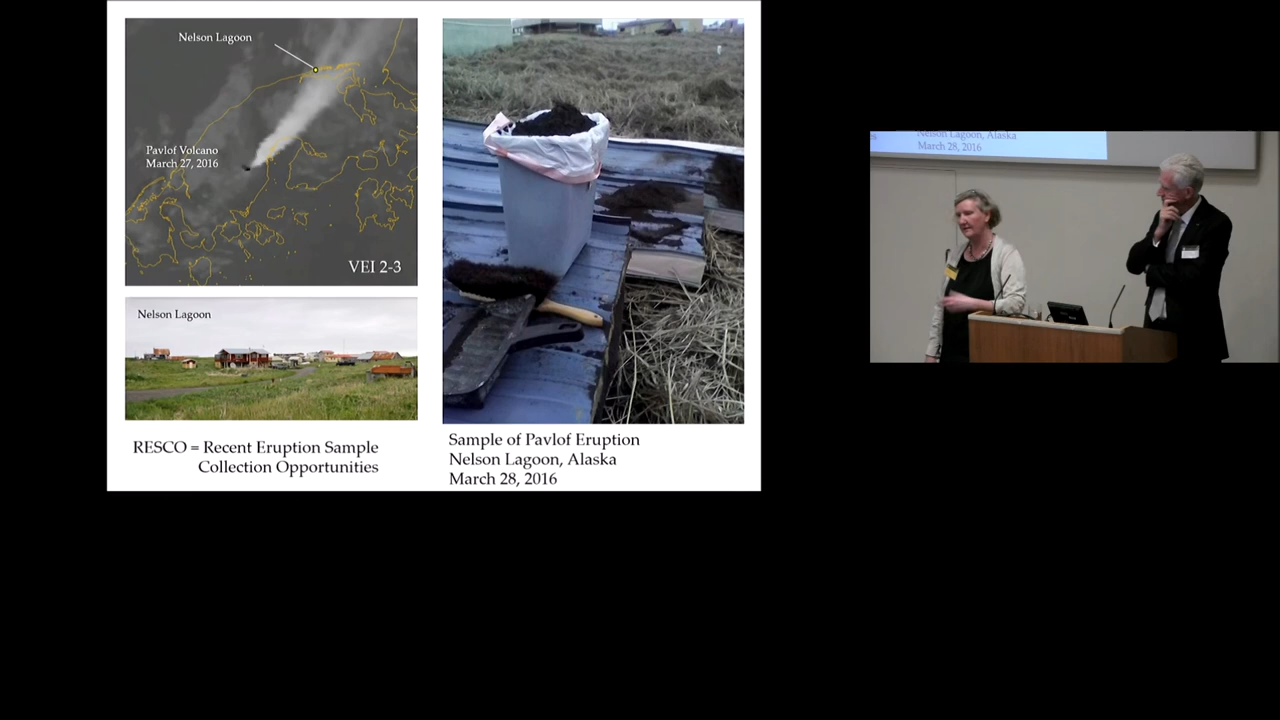 Nelson Lagoon
Pavlof Volcano
March 27, 2016
VEI 2-3
Nelson Lagoon
RESCO = Recent Eruption Sample
Collection Opportunities
Sample of Pavlof Eruption
Nelson Lagoon, Alaska
March 28, 2016
Nelson Lagoon, Alaska
March 28, 2016